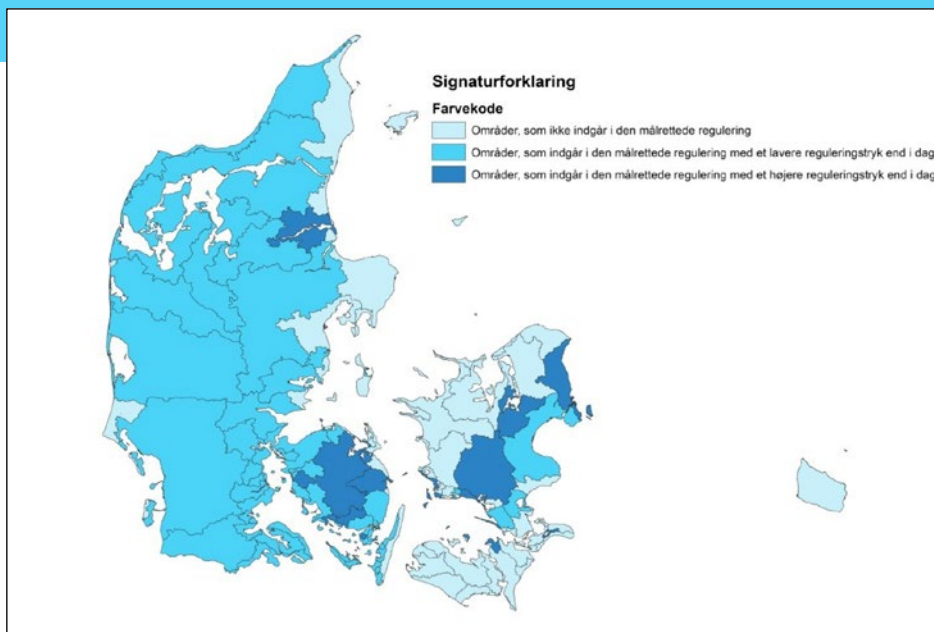 Signaturforklaring
Farvekode
Områder, som ikke indgår i den målrettede regulering
Områder, som indgår i den målrettede regulering med et lavere reguleringstryk end i dag
Områder, som indgår i den målrettede regulering med et højere reguleringstryk end i dag